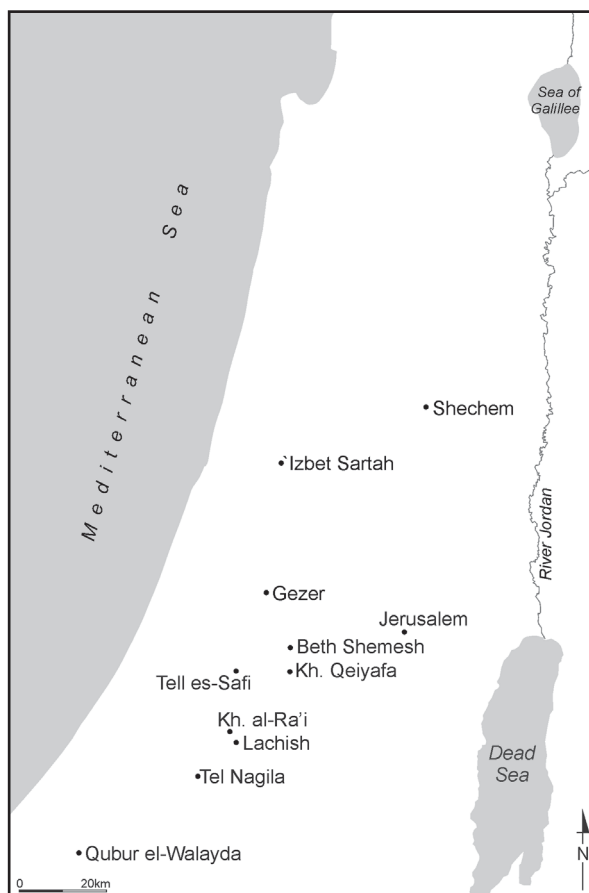 Sea of
Galillee
Mediterranean Sea
Shechem
`Izbet Sartah
River Jordan
Gezer
Jerusalem
Beth Shemesh
Kh. Qeiyafa
Tell es-Safi
Kh. al-Ra'i
Lachish
Dead
Sea
Tel Nagila
Qubur el-Walayda
N
0 20km